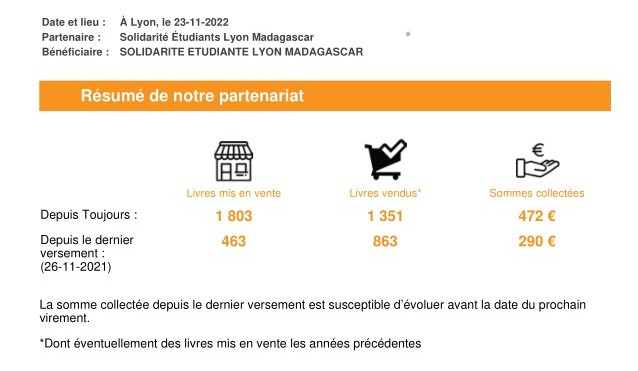 Date et lieu : À Lyon, le 23-11-2022
Partenaire : Solidarité Étudiants Lyon Madagascar
Bénéficiaire : SOLIDARITE ETUDIANTE LYON MADAGASCAR
Résumé de notre partenariat
€
Livres mis en vente Livres vendus* Sommes collectées
Depuis Toujours : 1 803 1 351 472 €
Depuis le dernier 463 863 290 €
versement :
(26-11-2021)
La somme collectée depuis le dernier versement est susceptible d'évoluer avant la date du prochain
virement.
*Dont éventuellement des livres mis en vente les années précédentes